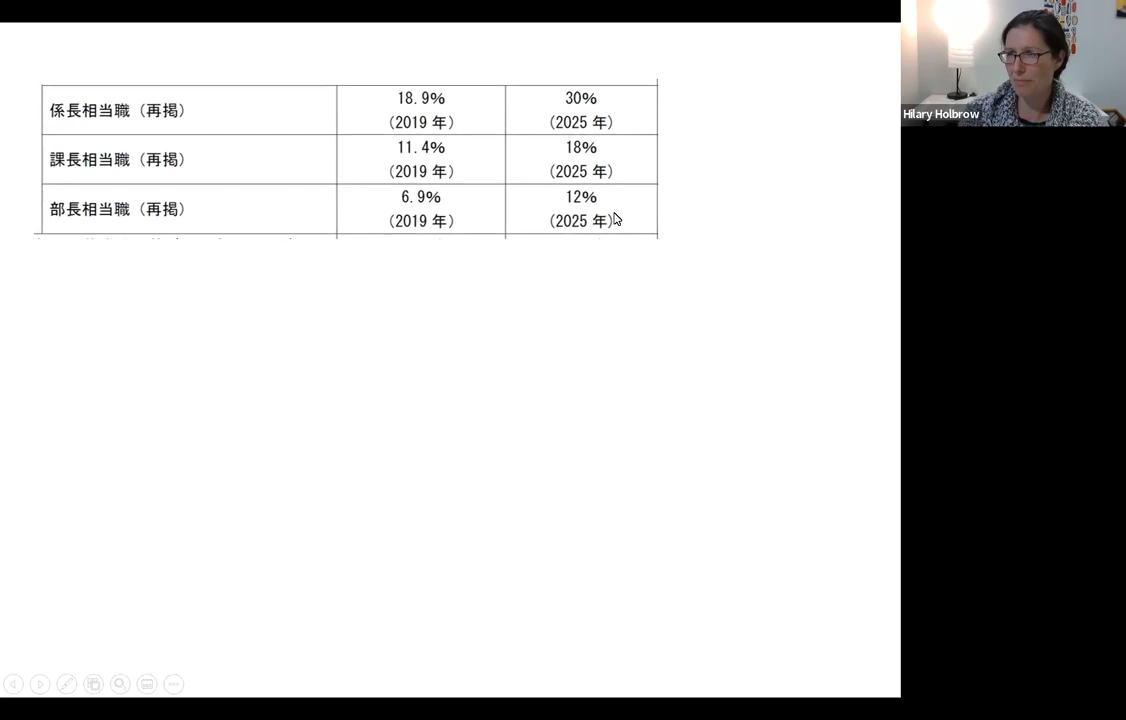 係長相当職（再掲）
18.9%
（2019 年）
30%
（2025 年）
課長相当職（再掲）
11.4%
（2019 年）
18%
（2025 年）
部長相当職（再掲）
6.9%
（2019 年）
12%
（2025 年）
Hilary Holbrow